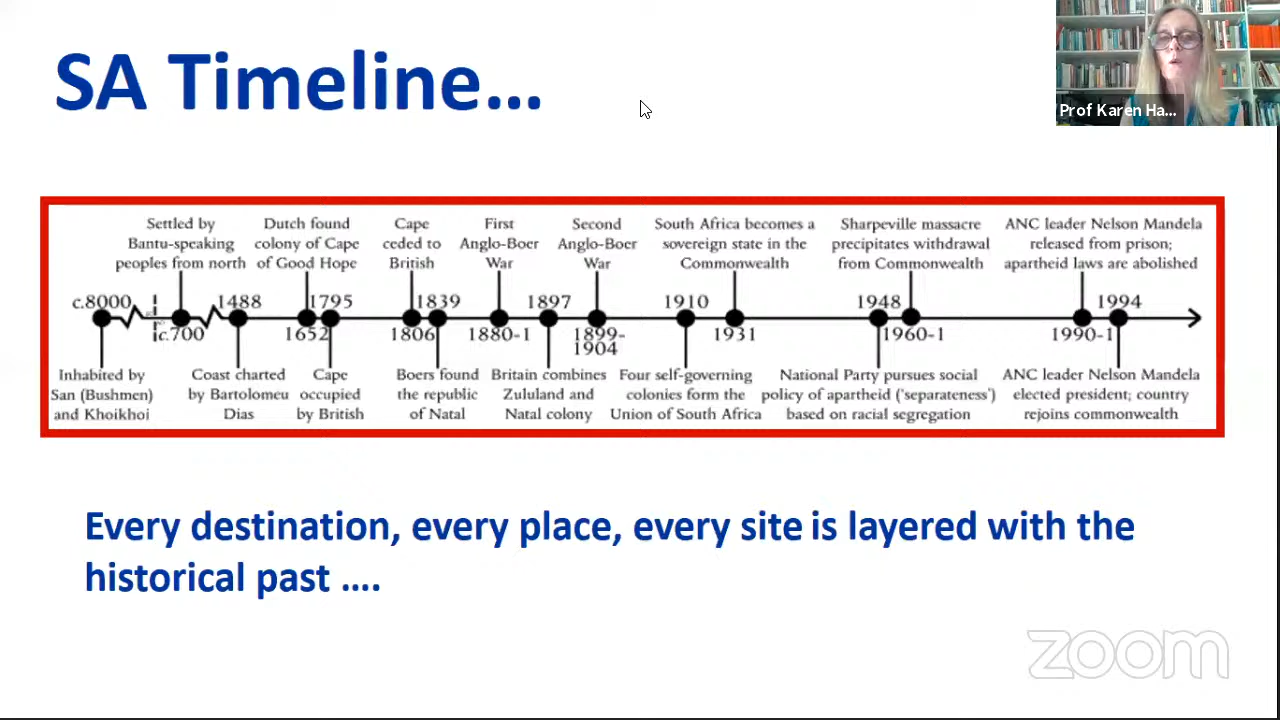 SA Timeline...
Prof Karen Ha...
Settled by
Bantu-speaking
peoples from north
Dutch found
colony of Cape
of Good Hope
Cape
ceded to
British
First
Anglo-Boer
War
Second
Anglo-Boer
War
South Africa becomes a
sovereign state in the
Commonwealth
Sharpeville massacre
precipitates withdrawal
from Commonwealth
ANC leader Nelson Mandela
released from prison;
apartheid laws are abolished
c.8000 1488 1795 1839 1897 1910 1948 1994
c.700 1652 1806 1880-1 1899- 1931 1960-1 1990-1
1904
Inhabited by
San (Bushmen)
and Khoikhoi
Coast charted
by Bartolomeu
Dias
Cape
occupied
by British
Boers found
the republic
of Natal
Britain combines
Zululand and
Natal colony
Four self-governing
colonies form the
Union of South Africa
National Party pursues social
policy of apartheid ('separateness')
based on racial segregation
ANC leader Nelson Mandela
elected president; country
rejoins commonwealth
Every destination, every place, every site is layered with the
historical past ....
zoom